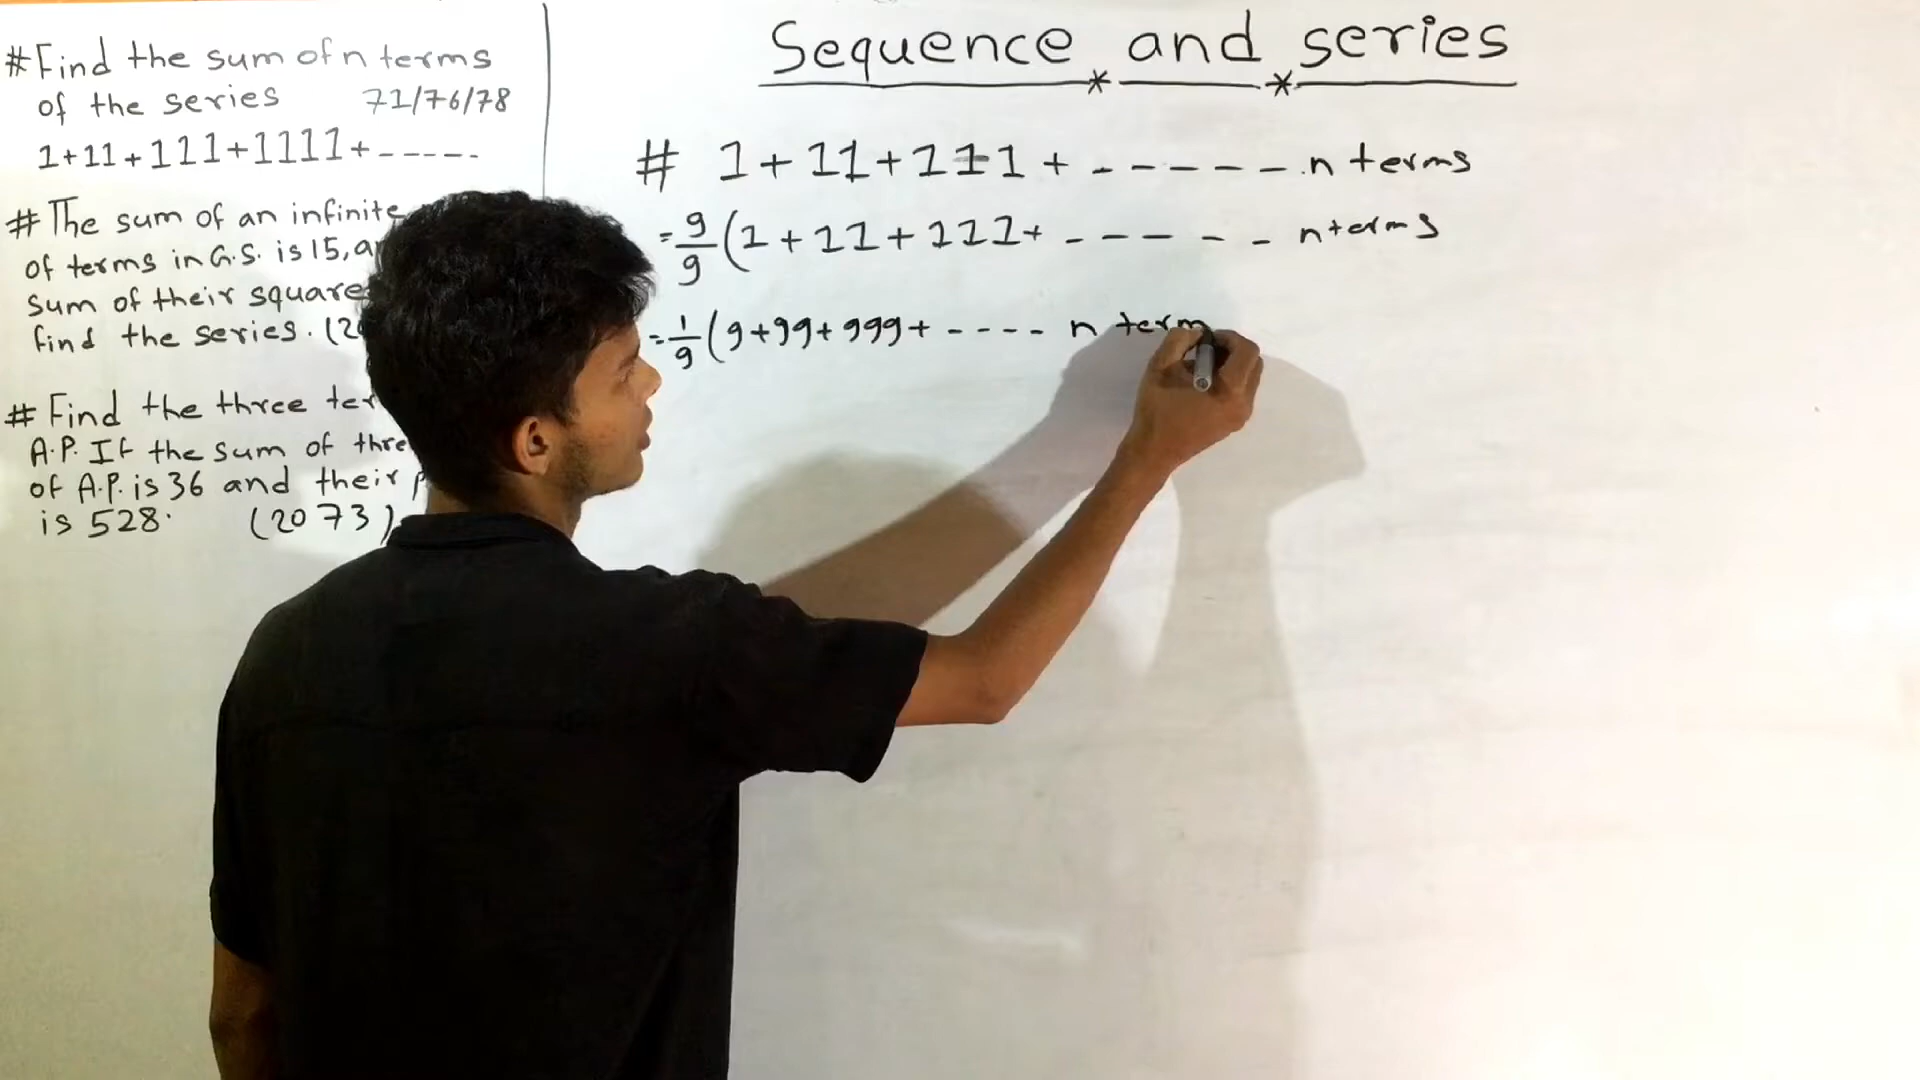 #Find the sum of n terms
of the series 71/76/78
1+11+111+1111+-----
# The sum of an infinite
of terms in G.S. is 15,
sum of their square
find the series.
# Find the three
A.P. If the sum of
of A.P. is 36 and their
is 528. (2073)
Sequence and series
# 1+11+111+------n terms
=9/9(1+11+111+------ n terms
=1/9(9+99+999+---- n term